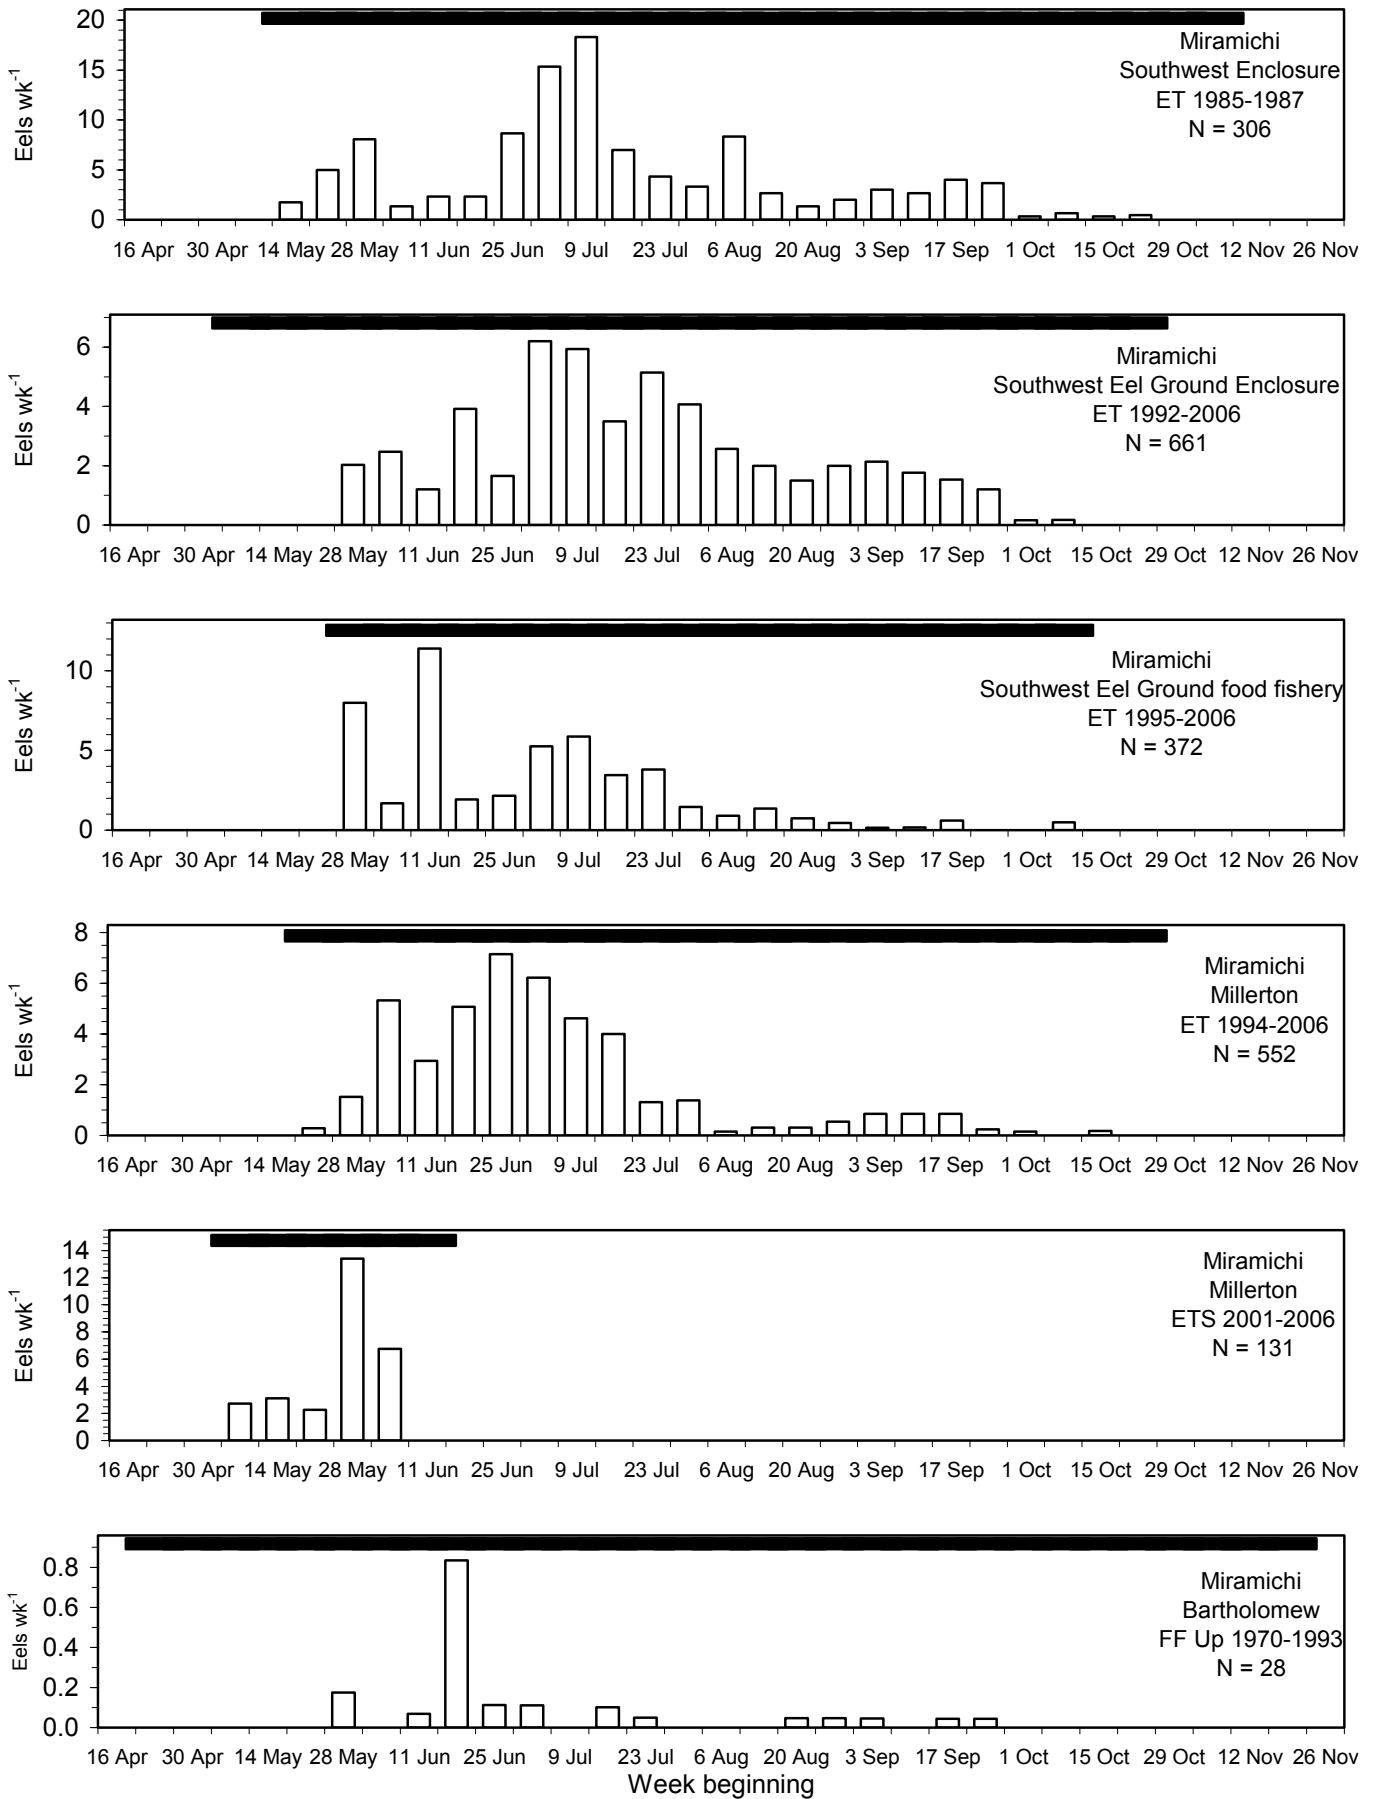 20
15
10
5
0
Eels wk-1
Miramichi
Southwest Enclosure
ET 1985-1987
N = 306
16 Apr 30 Apr 14 May 28 May 11 Jun 25 Jun 9 Jul 23 Jul 6 Aug 20 Aug 3 Sep 17 Sep 1 Oct 15 Oct 29 Oct 12 Nov 26 Nov
6
4
2
0
Eels wk-1
Miramichi
Southwest Eel Ground Enclosure
ET 1992-2006
N = 661
16 Apr 30 Apr 14 May 28 May 11 Jun 25 Jun 9 Jul 23 Jul 6 Aug 20 Aug 3 Sep 17 Sep 1 Oct 15 Oct 29 Oct 12 Nov 26 Nov
10
5
0
Eels wk-1
Miramichi
Southwest Eel Ground food fishery
ET 1995-2006
N = 372
16 Apr 30 Apr 14 May 28 May 11 Jun 25 Jun 9 Jul 23 Jul 6 Aug 20 Aug 3 Sep 17 Sep 1 Oct 15 Oct 29 Oct 12 Nov 26 Nov
8
6
4
2
0
Eels wk-1
Miramichi
Millerton
ET 1994-2006
N = 552
16 Apr 30 Apr 14 May 28 May 11 Jun 25 Jun 9 Jul 23 Jul 6 Aug 20 Aug 3 Sep 17 Sep 1 Oct 15 Oct 29 Oct 12 Nov 26 Nov
14
12
10
8
6
4
2
0
Eels wk-1
Miramichi
Millerton
ETS 2001-2006
N = 131
16 Apr 30 Apr 14 May 28 May 11 Jun 25 Jun 9 Jul 23 Jul 6 Aug 20 Aug 3 Sep 17 Sep 1 Oct 15 Oct 29 Oct 12 Nov 26 Nov
0.8
0.6
0.4
0.2
0.0
Eels wk-1
Miramichi
Bartholomew
FF Up 1970-1993
N = 28
16 Apr 30 Apr 14 May 28 May 11 Jun 25 Jun 9 Jul 23 Jul 6 Aug 20 Aug 3 Sep 17 Sep 1 Oct 15 Oct 29 Oct 12 Nov 26 Nov
Week beginning